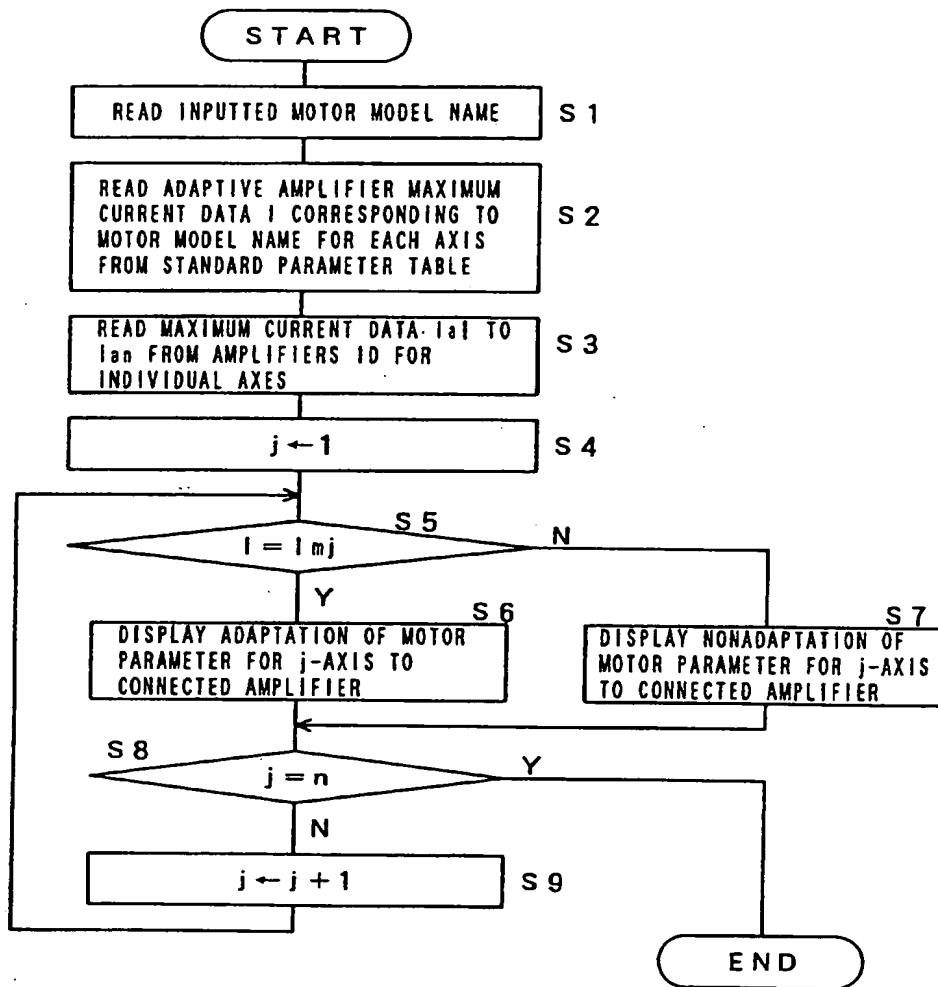 START
READ INPUTTED MOTOR MODEL NAME
S1
READ ADAPTIVE AMPLIFIER MAXIMUM
CURRENT DATA I CORRESPONDING TO
MOTOR MODEL NAME FOR EACH AXIS
FROM STANDARD PARAMETER TABLE
S2
READ MAXIMUM CURRENT DATA Ia1 TO
Ian FROM AMPLIFIERS 10 FOR
INDIVIDUAL AXES
S3
j ← 1
S4
S5
I = Imj
N
Y
S6
DISPLAY ADAPTATION OF MOTOR
PARAMETER FOR j-AXIS TO
CONNECTED AMPLIFIER
S7
DISPLAY NONADAPTATION OF
MOTOR PARAMETER FOR j-AXIS
TO CONNECTED AMPLIFIER
S8
j = n
Y
N
j ← j + 1
S9
END